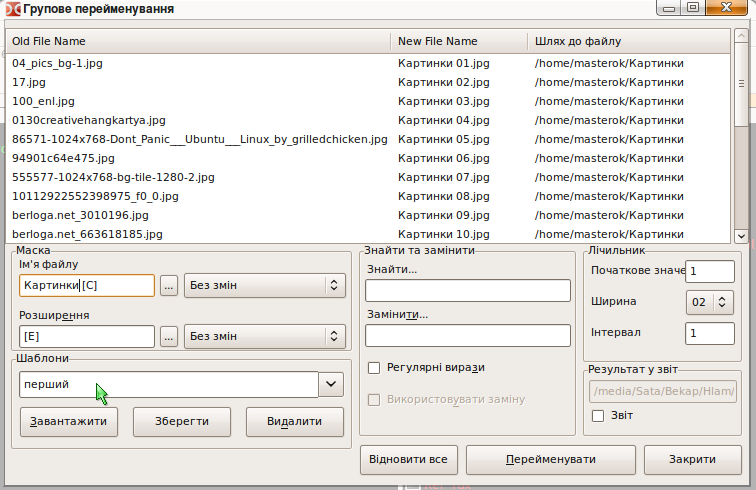 Групове перейменування
Old File Name New File Name Шлях до файлу
04_pics_bg-1.jpg Картинки 01.jpg /home/masterok/Картинки
17.jpg Картинки 02.jpg /home/masterok/Картинки
100_enl.jpg Картинки 03.jpg /home/masterok/Картинки
0130creativehangkartya.jpg Картинки 04.jpg /home/masterok/Картинки
86571-1024x768-Dont_Panic___Ubuntu___Linux_by_grilledchicken.jpg Картинки 05.jpg /home/masterok/Картинки
94901c64e475.jpg Картинки 06.jpg /home/masterok/Картинки
555577-1024x768-bg-tile-1280-2.jpg Картинки 07.jpg /home/masterok/Картинки
10112922552398975_f0_0.jpg Картинки 08.jpg /home/masterok/Картинки
berloga.net_3010196.jpg Картинки 09.jpg /home/masterok/Картинки
berloga.net_663618185.jpg Картинки 10.jpg /home/masterok/Картинки
Маска
Ім'я файлу
Картинки [C] ... Без змін
Розширення
[E] ... Без змін
Шаблони
перший
Завантажити Зберегти Видалити
Знайти та замінити
Знайти...
Замінити...
Регулярні вирази
Використовувати заміну
Лічильник
Початкове значе 1
Ширина 02
Інтервал 1
Результат у звіт
/media/Sata/Bekap/Hlam/
Звіт
Відновити все Перейменувати Закрити